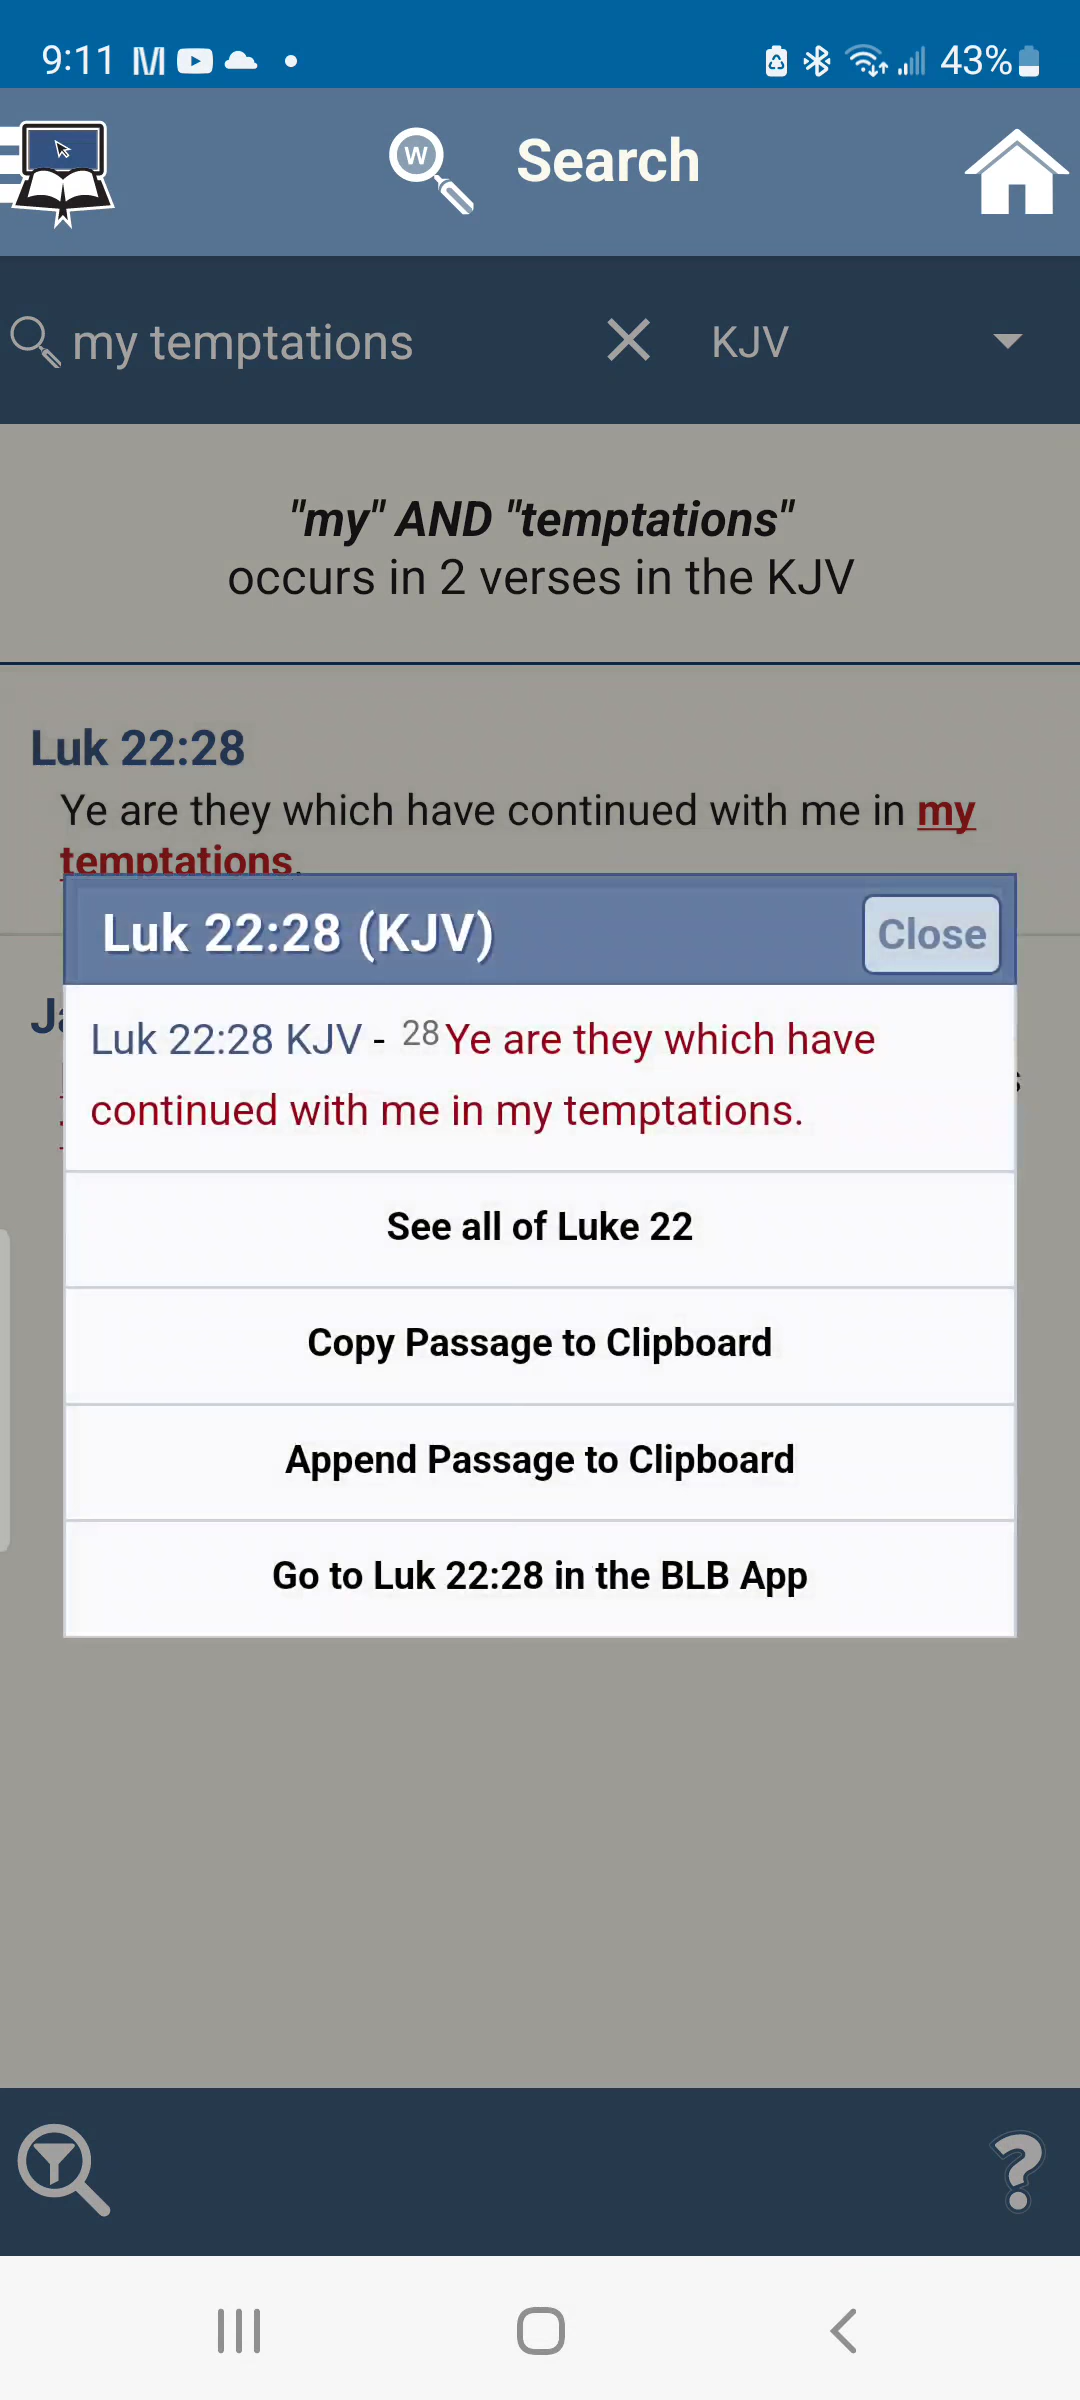 9:11
43%
W
Search
my temptations
KJV
"my" AND "temptations"
occurs in 2 verses in the KJV
Luk 22:28
Ye are they which have continued with me in my
temptations.
Luk 22:28 (KJV)
Close
Luk 22:28 KJV - 28 Ye are they which have
continued with me in my temptations.
See all of Luke 22
Copy Passage to Clipboard
Append Passage to Clipboard
Go to Luk 22:28 in the BLB App
?